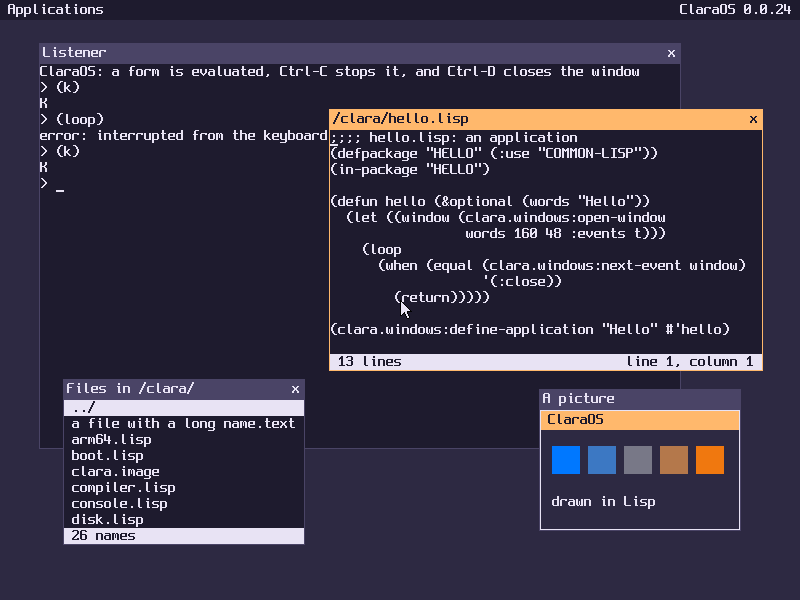 Applications
ClaraOS 0.0.24
Listener x
ClaraOS: a form is evaluated, Ctrl-C stops it, and Ctrl-D closes the window
> (k)
K
> (loop)
error: interrupted from the keyboard
> (k)
K
> _
/clara/hello.lisp x
;;;; hello.lisp: an application
(defpackage "HELLO" (:use "COMMON-LISP"))
(in-package "HELLO")
(defun hello (&optional (words "Hello"))
  (let ((window (clara.windows:open-window
                 words 160 48 :events t)))
    (loop
      (when (equal (clara.windows:next-event window)
                   '(:close))
        (return)))))
(clara.windows:define-application "Hello" #'hello)
13 lines line 1, column 1
Files in /clara/ x
../
a file with a long name.text
arm64.lisp
boot.lisp
clara.image
compiler.lisp
console.lisp
disk.lisp
26 names
A picture
ClaraOS
drawn in Lisp